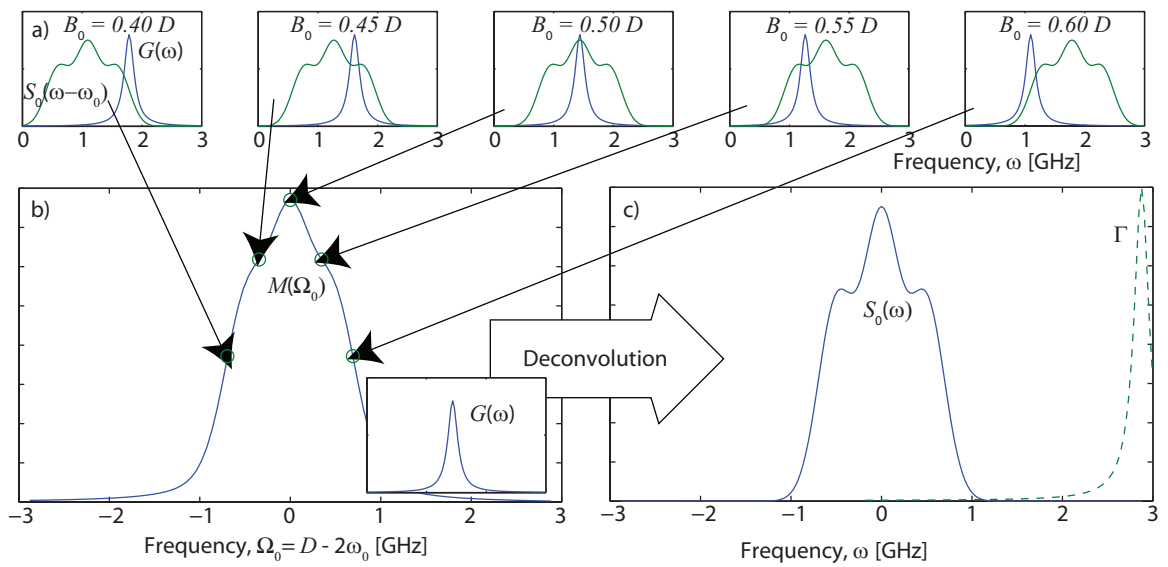 a)
B₀ = 0.40 D
B₀ = 0.45 D
B₀ = 0.50 D
B₀ = 0.55 D
B₀ = 0.60 D
G(ω)
S₀(ω−ω₀)
0 1 2 3
0 1 2 3
0 1 2 3
0 1 2 3
0 1 2 3
Frequency, ω [GHz]
b)
M(Ω₀)
G(ω)
−3 −2 −1 0 1 2 3
Frequency, Ω₀= D - 2ω₀ [GHz]
Deconvolution
c)
Γ
S₀(ω)
−3 −2 −1 0 1 2 3
Frequency, ω [GHz]